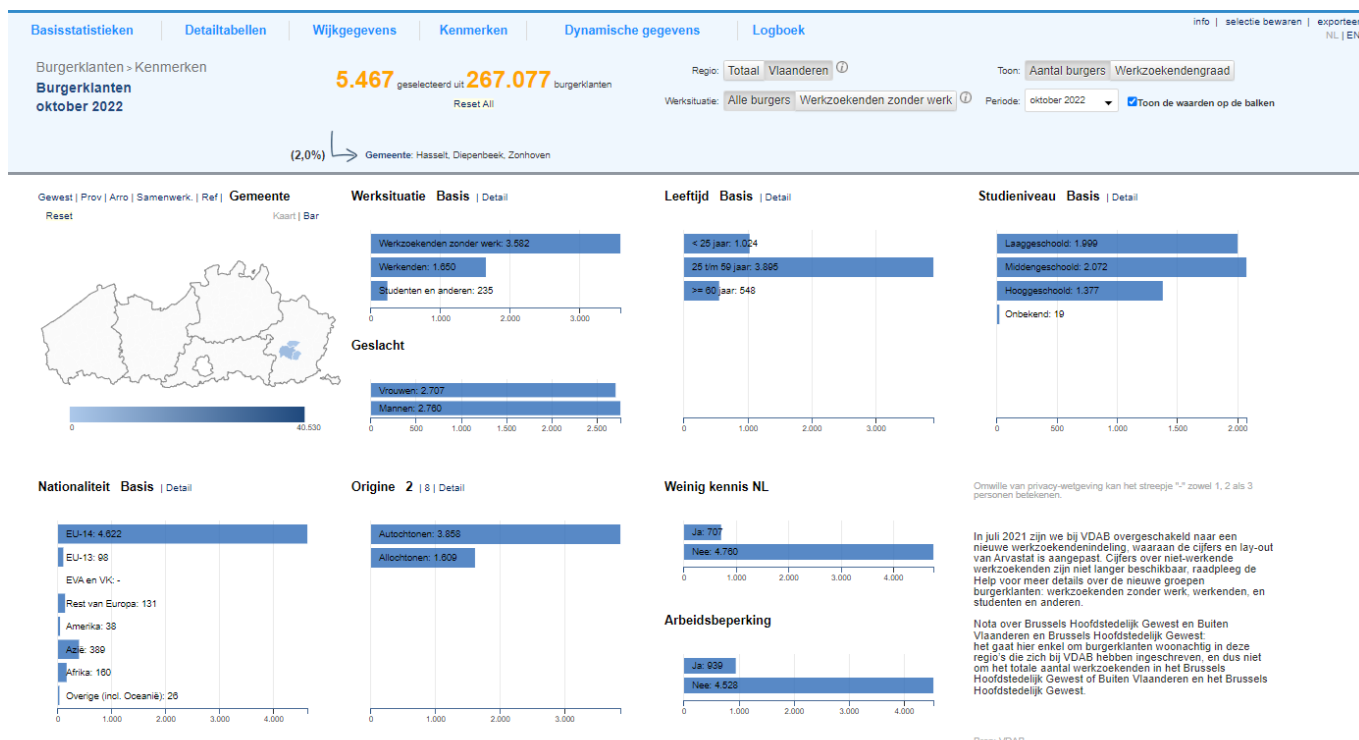 info | selectie bewaren | exporteer
NL | EN
Basisstatistieken Detailtabellen Wijkgegevens Kenmerken Dynamische gegevens Logboek
Burgerklanten > Kenmerken
Burgerklanten
oktober 2022
5.467 geselecteerd uit 267.077 burgerklanten
Reset All
(2,0%) Gemeente: Hasselt, Diepenbeek, Zonhoven
Regio: Totaal Vlaanderen
Toon: Aantal burgers Werkzoekendengraad
Werksituatie: Alle burgers Werkzoekenden zonder werk
Periode: oktober 2022 Toon de waarden op de balken
Gewest | Prov | Arro | Samenwerk. | Ref | Gemeente
Reset Kaart | Bar
0 40.530
Werksituatie Basis | Detail
Werkzoekenden zonder werk: 3.582
Werkenden: 1.650
Studenten en anderen: 235
0 1.000 2.000 3.000
Geslacht
Vrouwen: 2.707
Mannen: 2.760
0 500 1.000 1.500 2.000 2.500
Leeftijd Basis | Detail
< 25 jaar: 1.024
25 t/m 59 jaar: 3.895
>= 60 jaar: 548
0 1.000 2.000 3.000
Studieniveau Basis | Detail
Laaggeschoold: 1.999
Middengeschoold: 2.072
Hooggeschoold: 1.377
Onbekend: 19
0 500 1.000 1.500 2.000
Nationaliteit Basis | Detail
EU-14: 4.622
EU-13: 98
EVA en VK: -
Rest van Europa: 131
Amerika: 38
Azië: 389
Afrika: 160
Overige (incl. Oceanië): 26
0 1.000 2.000 3.000 4.000
Origine 2 | 8 | Detail
Autochtonen: 3.858
Allochtonen: 1.609
0 1.000 2.000 3.000
Weinig kennis NL
Ja: 707
Nee: 4.760
0 1.000 2.000 3.000 4.000
Arbeidsbeperking
Ja: 939
Nee: 4.528
0 1.000 2.000 3.000 4.000
Omwille van privacy-wetgeving kan het streepje "-" zowel 1, 2 als 3
personen betekenen.
In juli 2021 zijn we bij VDAB overgeschakeld naar een
nieuwe werkzoekendenindeling, waaraan de cijfers en lay-out
van Arvastat is aangepast. Cijfers over niet-werkende
werkzoekenden zijn niet langer beschikbaar, raadpleeg de
Help voor meer details over de nieuwe groepen
burgerklanten: werkzoekenden zonder werk, werkenden, en
studenten en anderen.
Nota over Brussels Hoofdstedelijk Gewest en Buiten
Vlaanderen en Brussels Hoofdstedelijk Gewest:
het gaat hier enkel om burgerklanten woonachtig in deze
regio's die zich bij VDAB hebben ingeschreven, en dus niet
om het totale aantal werkzoekenden in het Brussels
Hoofdstedelijk Gewest of Buiten Vlaanderen en het Brussels
Hoofdstedelijk Gewest.